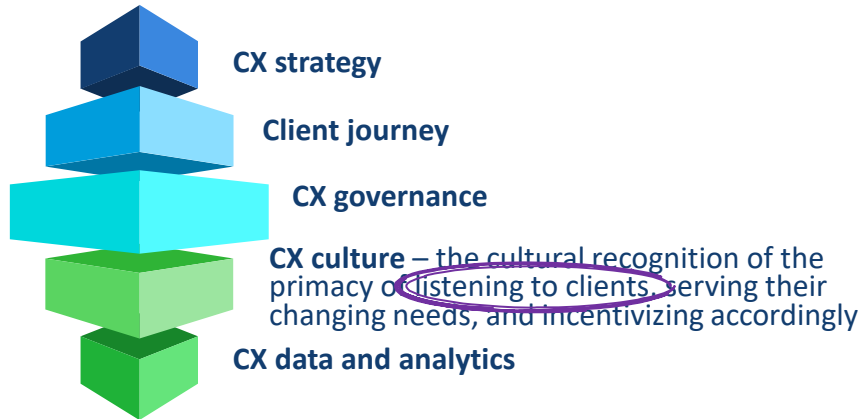 CX strategy
Client journey
CX governance
CX culture – the cultural recognition of the
primacy of listening to clients, serving their
changing needs, and incentivizing accordingly
CX data and analytics